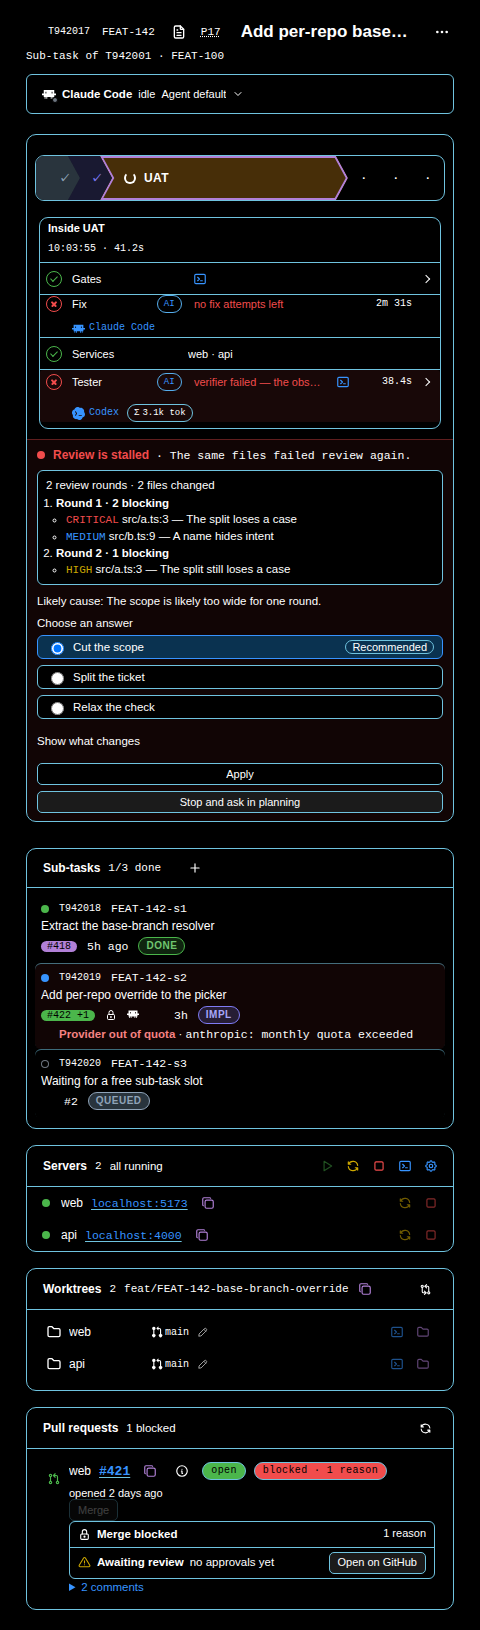 T942017 FEAT-142 P17 Add per-repo base…
Sub-task of T942001 · FEAT-100
Claude Code idle Agent default
UAT
Inside UAT
10:03:55 · 41.2s
Gates
Fix AI no fix attempts left 2m 31s
Claude Code
Services web · api
Tester AI verifier failed — the obs… 38.4s
Codex Σ 3.1k tok
Review is stalled · The same files failed review again.
2 review rounds · 2 files changed
1. Round 1 · 2 blocking
CRITICAL src/a.ts:3 — The split loses a case
MEDIUM src/b.ts:9 — A name hides intent
2. Round 2 · 1 blocking
HIGH src/a.ts:3 — The split still loses a case
Likely cause: The scope is likely too wide for one round.
Choose an answer
Cut the scope Recommended
Split the ticket
Relax the check
Show what changes
Apply
Stop and ask in planning
Sub-tasks 1/3 done
T942018 FEAT-142-s1
Extract the base-branch resolver
#418 5h ago DONE
T942019 FEAT-142-s2
Add per-repo override to the picker
#422 +1 3h IMPL
Provider out of quota · anthropic: monthly quota exceeded
T942020 FEAT-142-s3
Waiting for a free sub-task slot
#2 QUEUED
Servers 2 all running
web localhost:5173
api localhost:4000
Worktrees 2 feat/FEAT-142-base-branch-override
web main
api main
Pull requests 1 blocked
web #421 open blocked · 1 reason
opened 2 days ago
Merge
Merge blocked 1 reason
Awaiting review no approvals yet Open on GitHub
2 comments